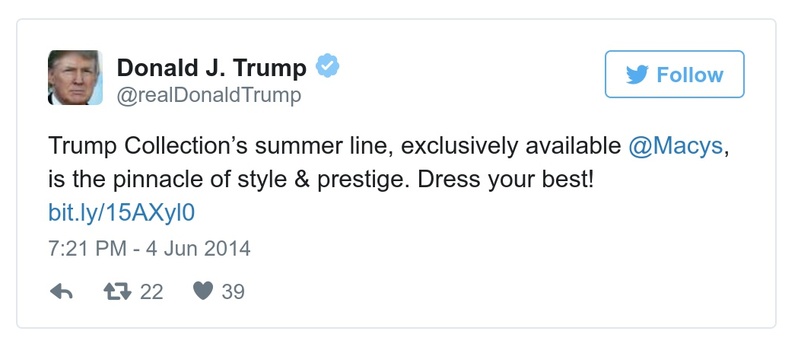 Donald J. Trump
Follow
@realDonaldTrump
Trump Collection’s summer line, exclusively available @Macys,
is the pinnacle of style & prestige. Dress your best!
bit.ly/15AXyl0
7:21 PM - 4 Jun 2014
22 39